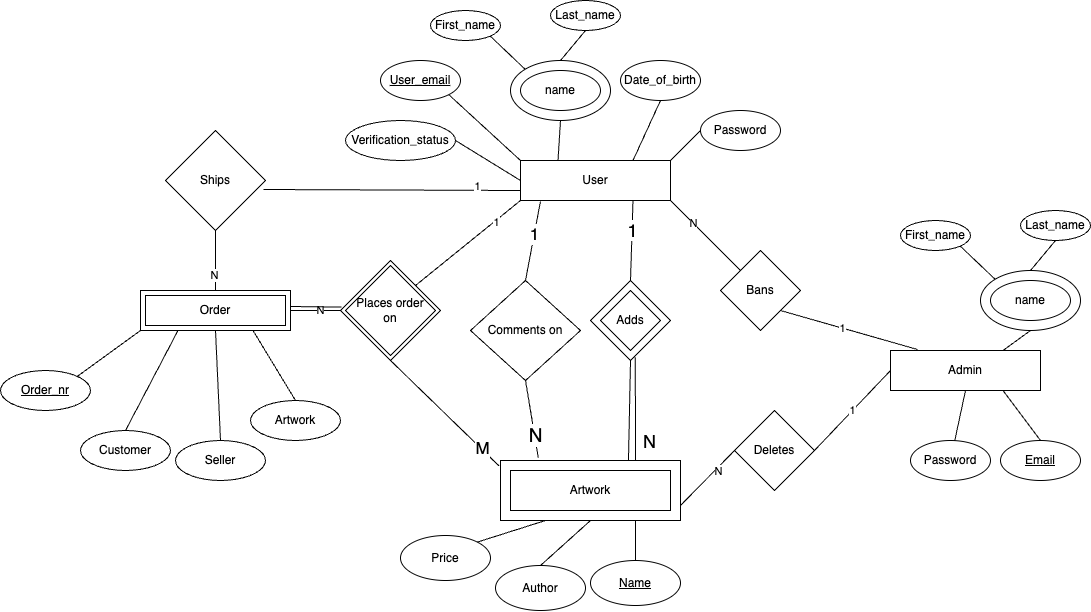 Last_name
First_name
User_email
name
Date_of_birth
Verification_status
Password
Ships
User
1
1
N
1
1
First_name
Last_name
N
Order
N
Places order
on
Comments on
Adds
Bans
1
name
Admin
Order_nr
Customer
Seller
Artwork
M
N
N
Deletes
1
N
Password
Email
Artwork
Price
Author
Name